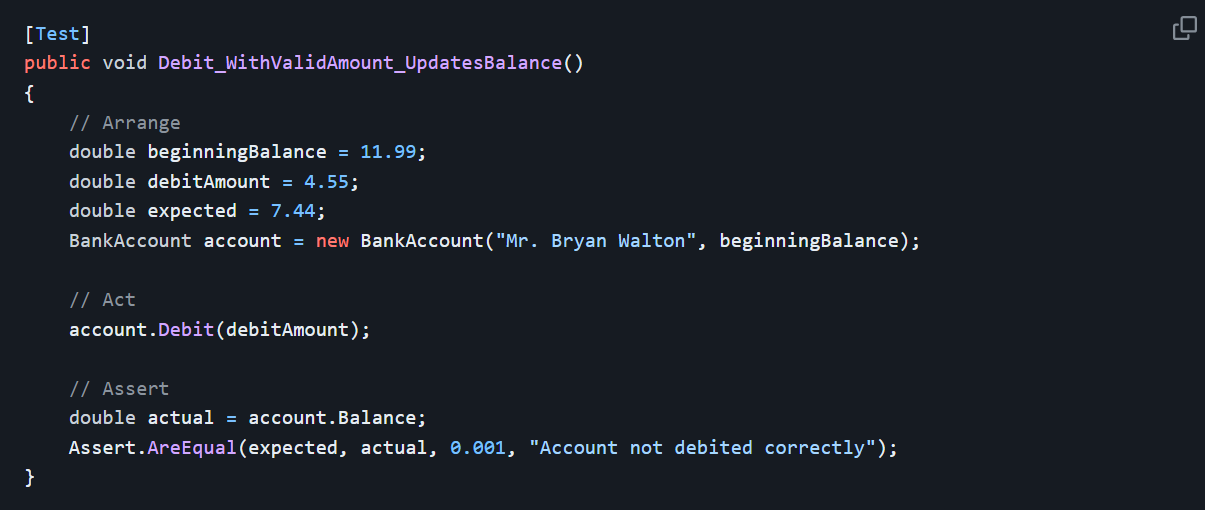 [Test]
public void Debit_WithValidAmount_UpdatesBalance()
{
    // Arrange
    double beginningBalance = 11.99;
    double debitAmount = 4.55;
    double expected = 7.44;
    BankAccount account = new BankAccount("Mr. Bryan Walton", beginningBalance);

    // Act
    account.Debit(debitAmount);

    // Assert
    double actual = account.Balance;
    Assert.AreEqual(expected, actual, 0.001, "Account not debited correctly");
}